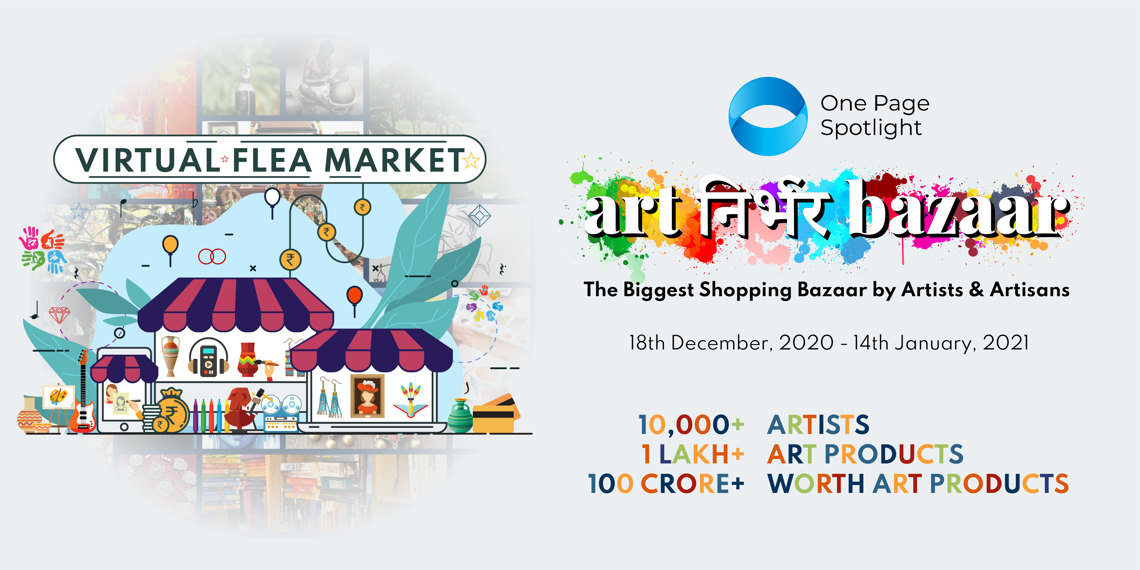 VIRTUAL FLEA MARKET
One Page
Spotlight
art निर्भर bazaar
The Biggest Shopping Bazaar by Artists & Artisans
18th December, 2020 - 14th January, 2021
10,000+ ARTISTS
1 LAKH+ ART PRODUCTS
100 CRORE+ WORTH ART PRODUCTS